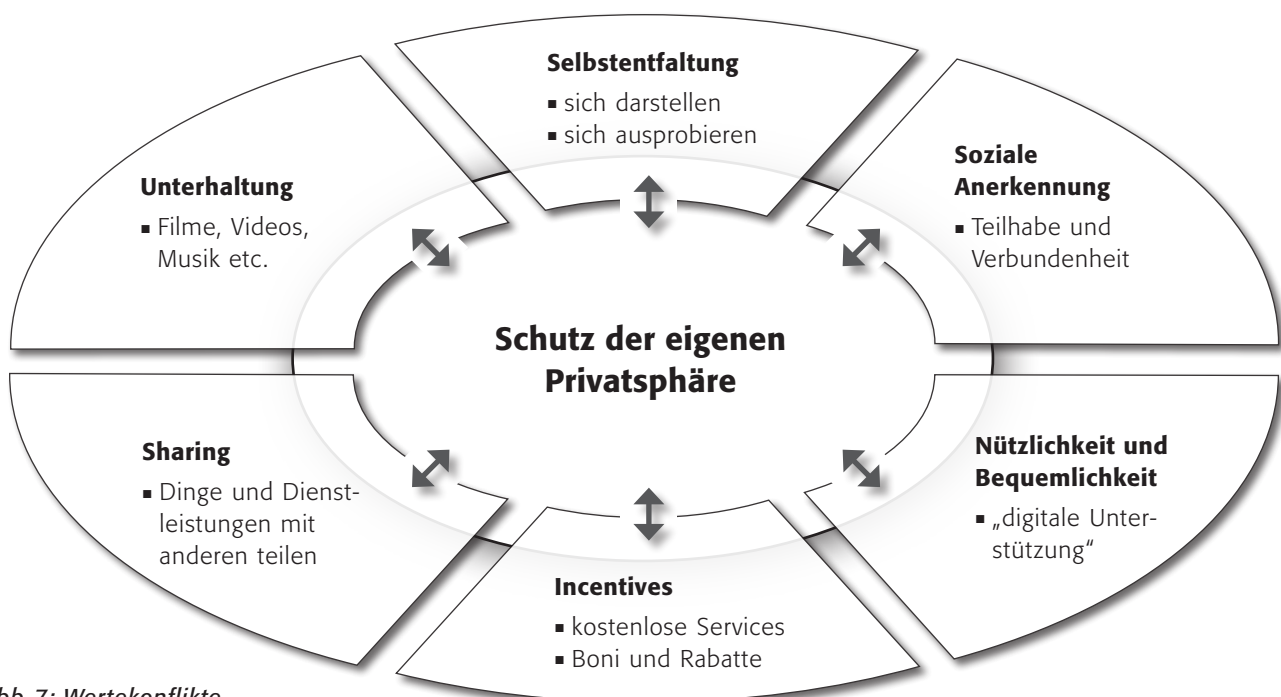 Selbstentfaltung
▪ sich darstellen
▪ sich ausprobieren
Soziale
Anerkennung
▪ Teilhabe und
Verbundenheit
Nützlichkeit und
Bequemlichkeit
▪ „digitale Unter-
stützung“
Incentives
▪ kostenlose Services
▪ Boni und Rabatte
Sharing
▪ Dinge und Dienst-
leistungen mit
anderen teilen
Unterhaltung
▪ Filme, Videos,
Musik etc.
Schutz der eigenen
Privatsphäre
7: Wertekonflikte